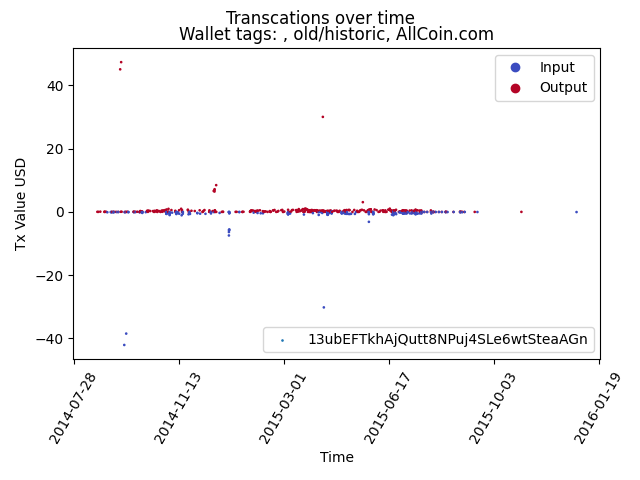 Transcations over time
Wallet tags: , old/historic, AllCoin.com
Input
Output
40
20
0
−20
−40
Tx Value USD
13ubEFTkhAjQutt8NPuj4SLe6wtSteaAGn
2014-07-28
2014-11-13
2015-03-01
2015-06-17
2015-10-03
2016-01-19
Time